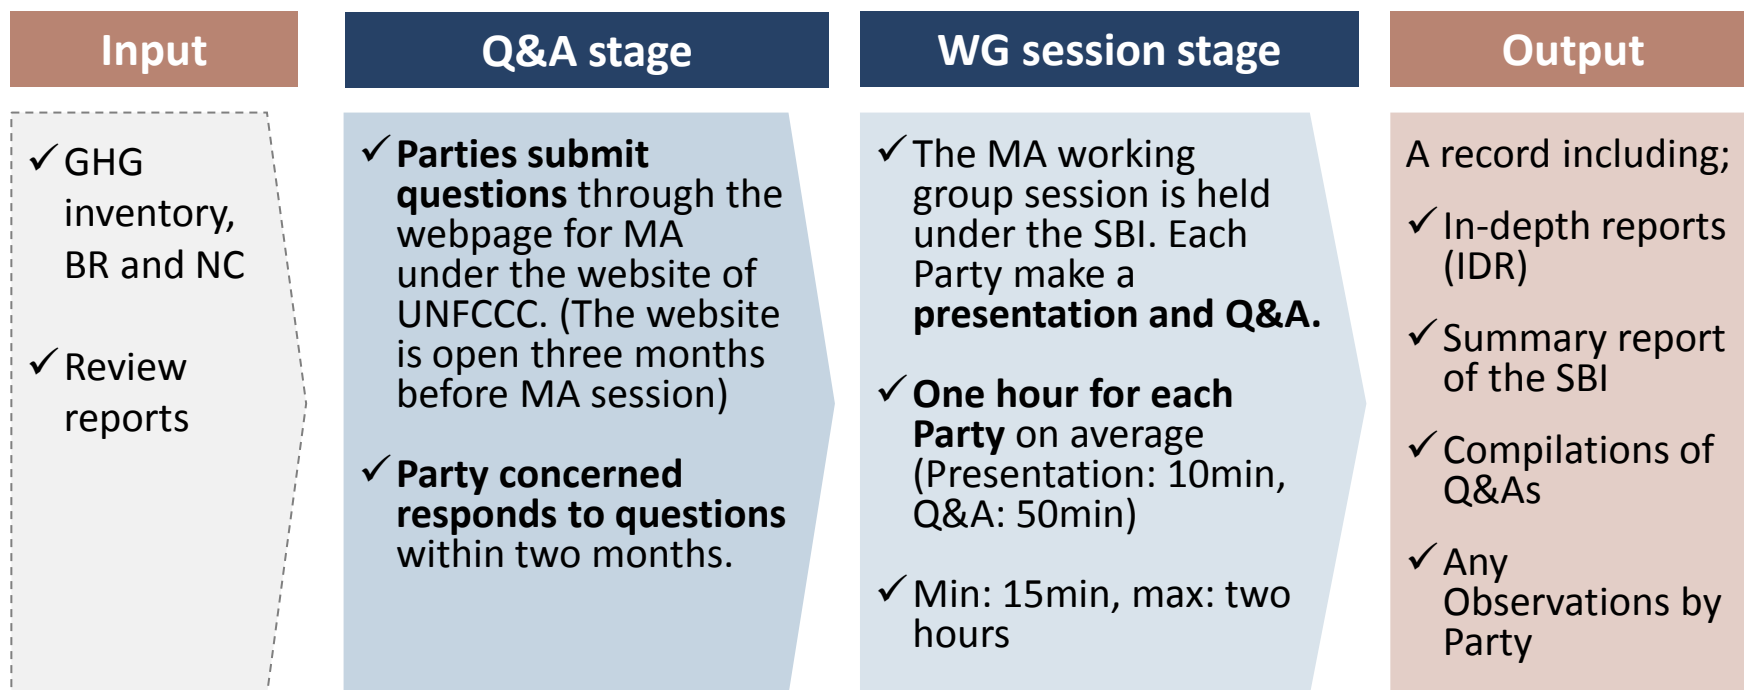 Input
✓ GHG
inventory,
BR and NC
✓ Review
reports
Q&A stage
✓ Parties submit
questions through the
webpage for MA
under the website of
UNFCCC. (The website
is open three months
before MA session)
✓ Party concerned
responds to questions
within two months.
WG session stage
✓ The MA working
group session is held
under the SBI. Each
Party make a
presentation and Q&A.
✓ One hour for each
Party on average
(Presentation: 10min,
Q&A: 50min)
✓ Min: 15min, max: two
hours
Output
A record including;
✓ In-depth reports
(IDR)
✓ Summary report
of the SBI
✓ Compilations of
Q&As
✓ Any
Observations by
Party